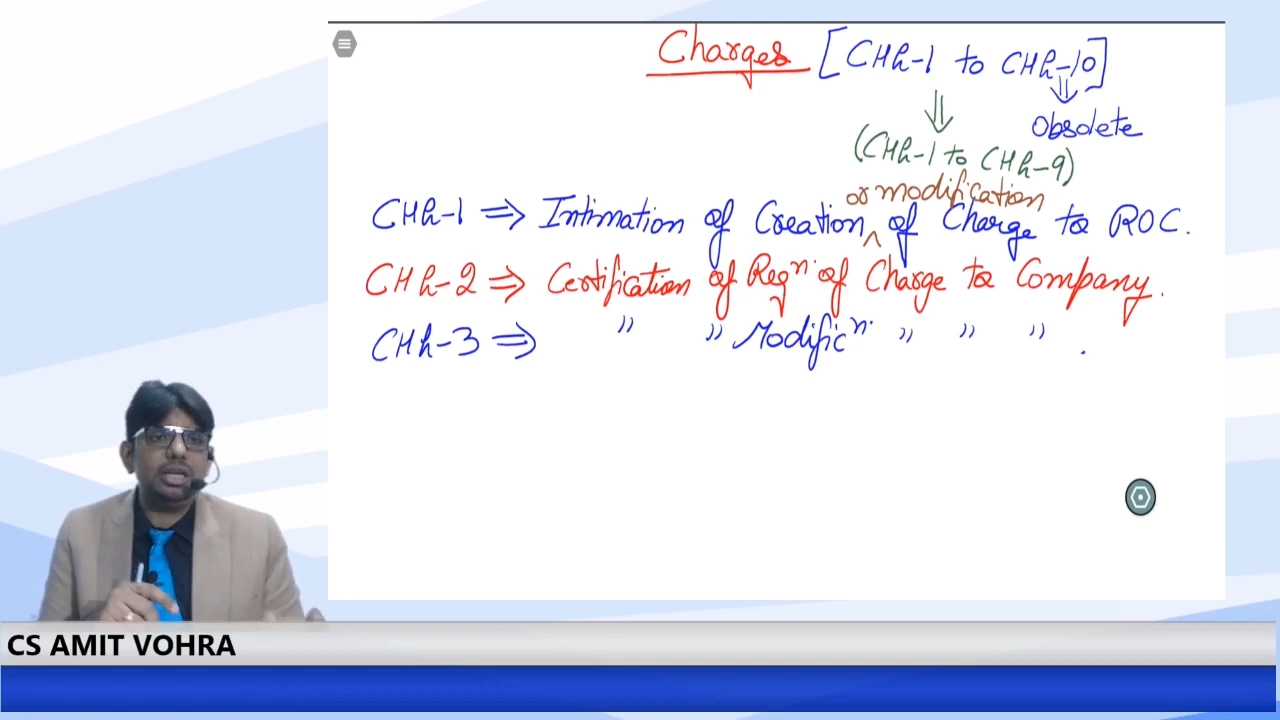 Charges [CHG-1 to CHG-10]
Obsolete
(CHG-1 to CHG-9)
or modification
CHG-1 ⇒ Intimation of Creation ^ of Charge to ROC.
CHG-2 ⇒ Certification of Regn. of Charge to Company.
CHG-3 ⇒ " " Modificn. " " " .
CS AMIT VOHRA